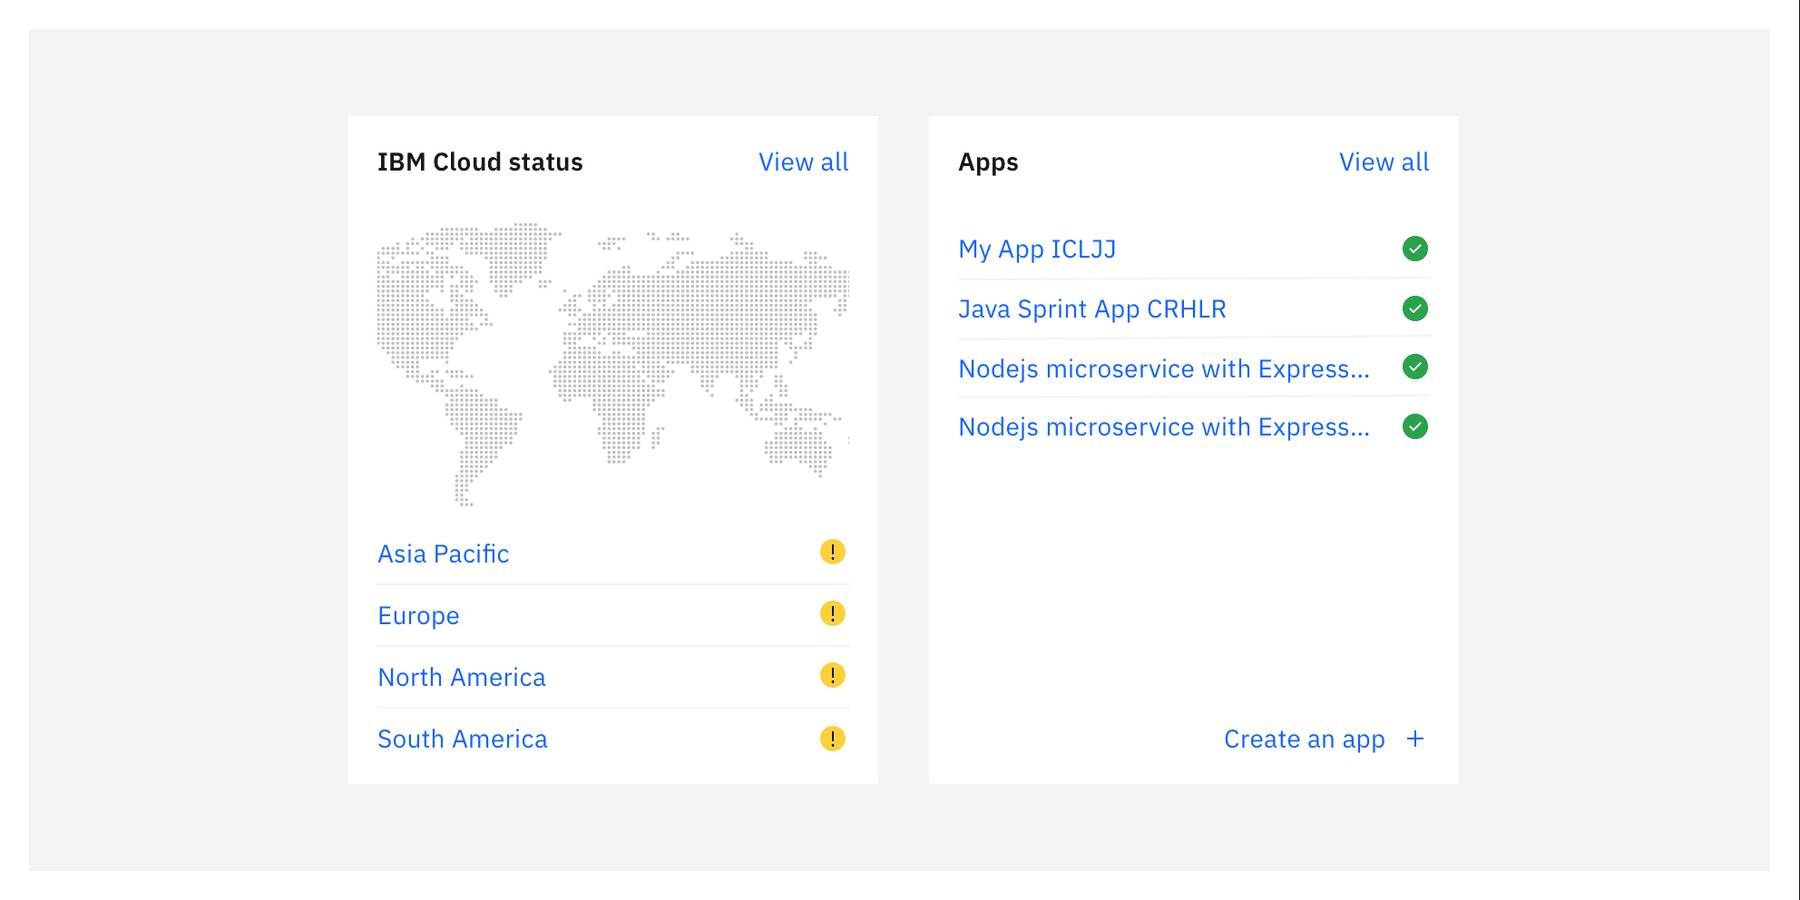 IBM Cloud status
View all
Asia Pacific
!
Europe
!
North America
!
South America
!
Apps
View all
My App ICLJJ
Java Sprint App CRHLR
Nodejs microservice with Express...
Nodejs microservice with Express...
Create an app +